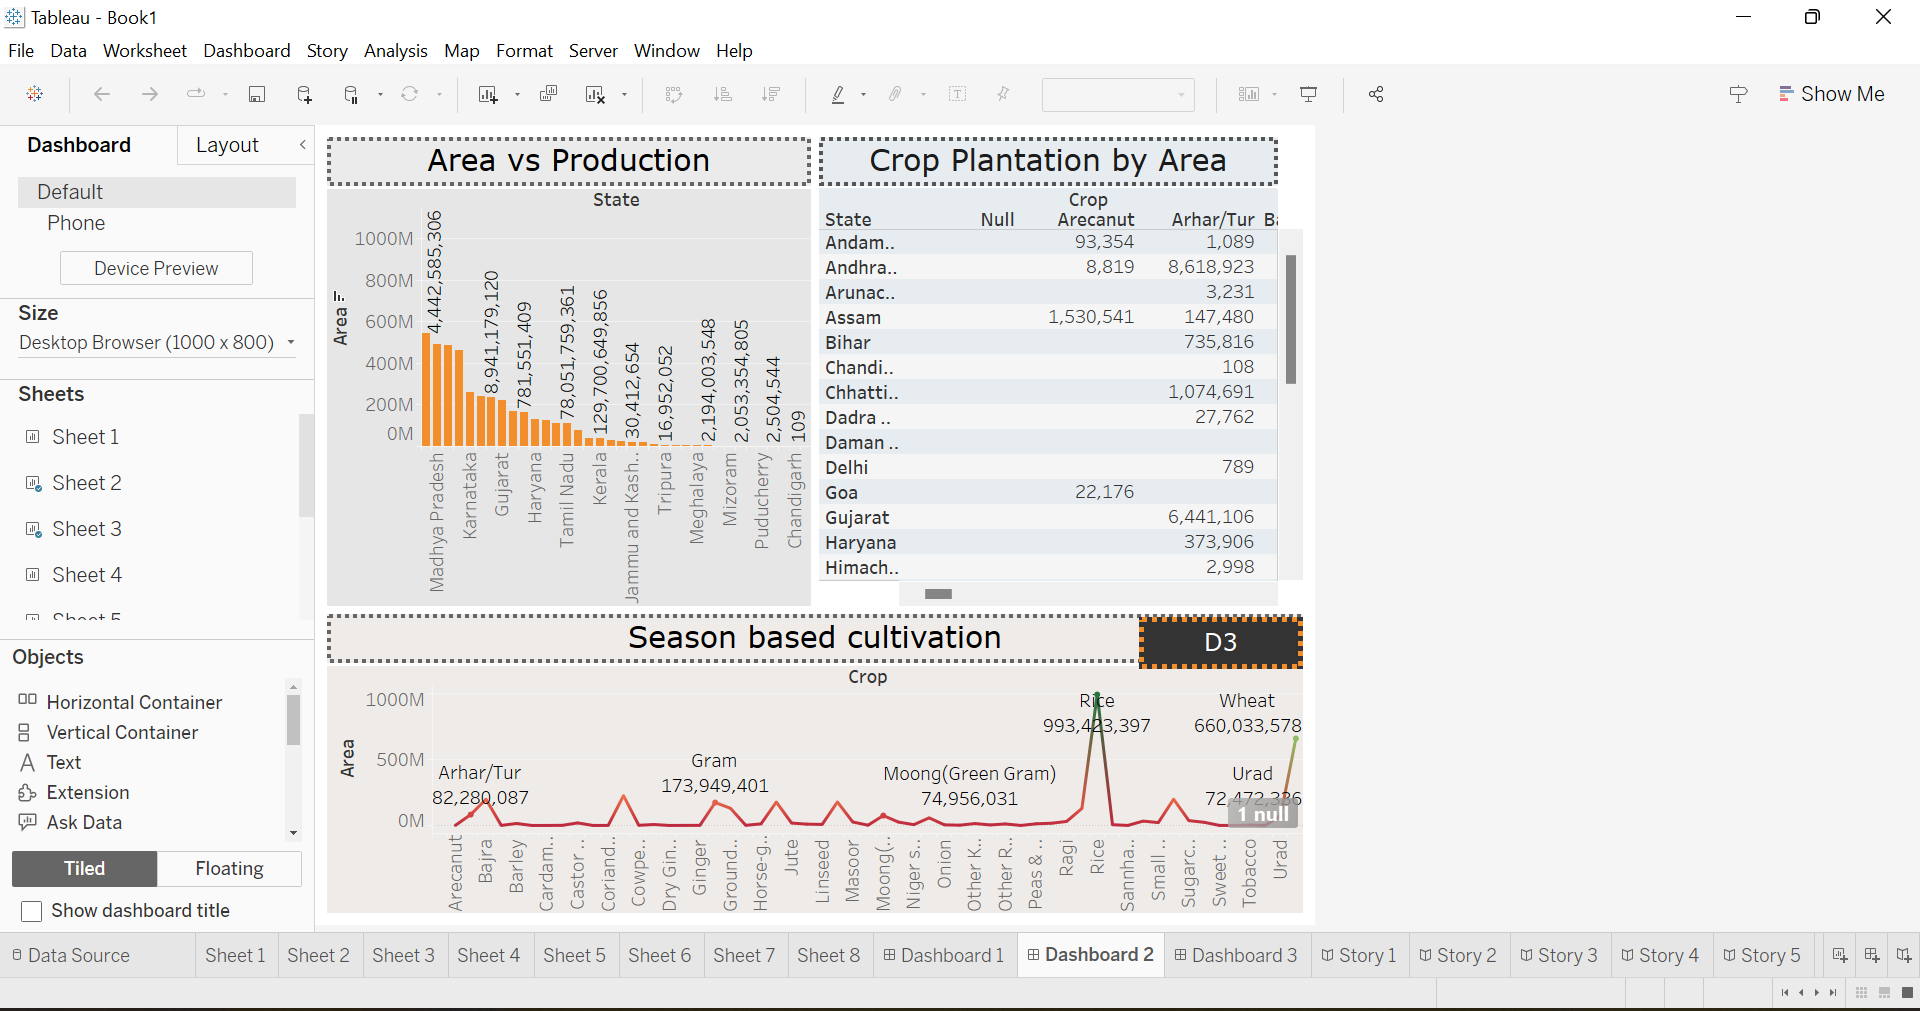 Tableau - Book1
File Data Worksheet Dashboard Story Analysis Map Format Server Window Help
Show Me
Dashboard Layout
Default
Phone
Device Preview
Size
Desktop Browser (1000 x 800)
Sheets
Sheet 1
Sheet 2
Sheet 3
Sheet 4
Sheet 5
Objects
Horizontal Container
Vertical Container
Text
Extension
Ask Data
Tiled Floating
Show dashboard title
Area vs Production
State
Area
1000M
800M
600M
400M
200M
0M
4,442,585,306
8,941,179,120
781,551,409
78,051,759,361
129,700,649,856
30,412,654
16,952,052
2,194,003,548
2,053,354,805
2,504,544
109
Madhya Pradesh
Karnataka
Gujarat
Haryana
Tamil Nadu
Kerala
Jammu and Kash..
Tripura
Meghalaya
Mizoram
Puducherry
Chandigarh
Crop Plantation by Area
Crop
State Null Arecanut Arhar/Tur
Andam.. 93,354 1,089
Andhra.. 8,819 8,618,923
Arunac.. 3,231
Assam 1,530,541 147,480
Bihar 735,816
Chandi.. 108
Chhatti.. 1,074,691
Dadra .. 27,762
Daman ..
Delhi 789
Goa 22,176
Gujarat 6,441,106
Haryana 373,906
Himach.. 2,998
Season based cultivation
D3
Crop
Area
1000M
500M
0M
Arhar/Tur
82,280,087
Gram
173,949,401
Moong(Green Gram)
74,956,031
Rice
993,423,397
Wheat
660,033,578
Urad
72,472,336
1 null
Arecanut
Bajra
Barley
Cardam..
Castor ..
Coriand..
Cowpe..
Dry Gin..
Ginger
Ground..
Horse-g..
Jute
Linseed
Masoor
Moong(..
Niger s..
Onion
Other K..
Other R..
Peas & ..
Ragi
Rice
Sannha..
Small ..
Sugarc..
Sweet ..
Tobacco
Urad
Data Source Sheet 1 Sheet 2 Sheet 3 Sheet 4 Sheet 5 Sheet 6 Sheet 7 Sheet 8 Dashboard 1 Dashboard 2 Dashboard 3 Story 1 Story 2 Story 3 Story 4 Story 5